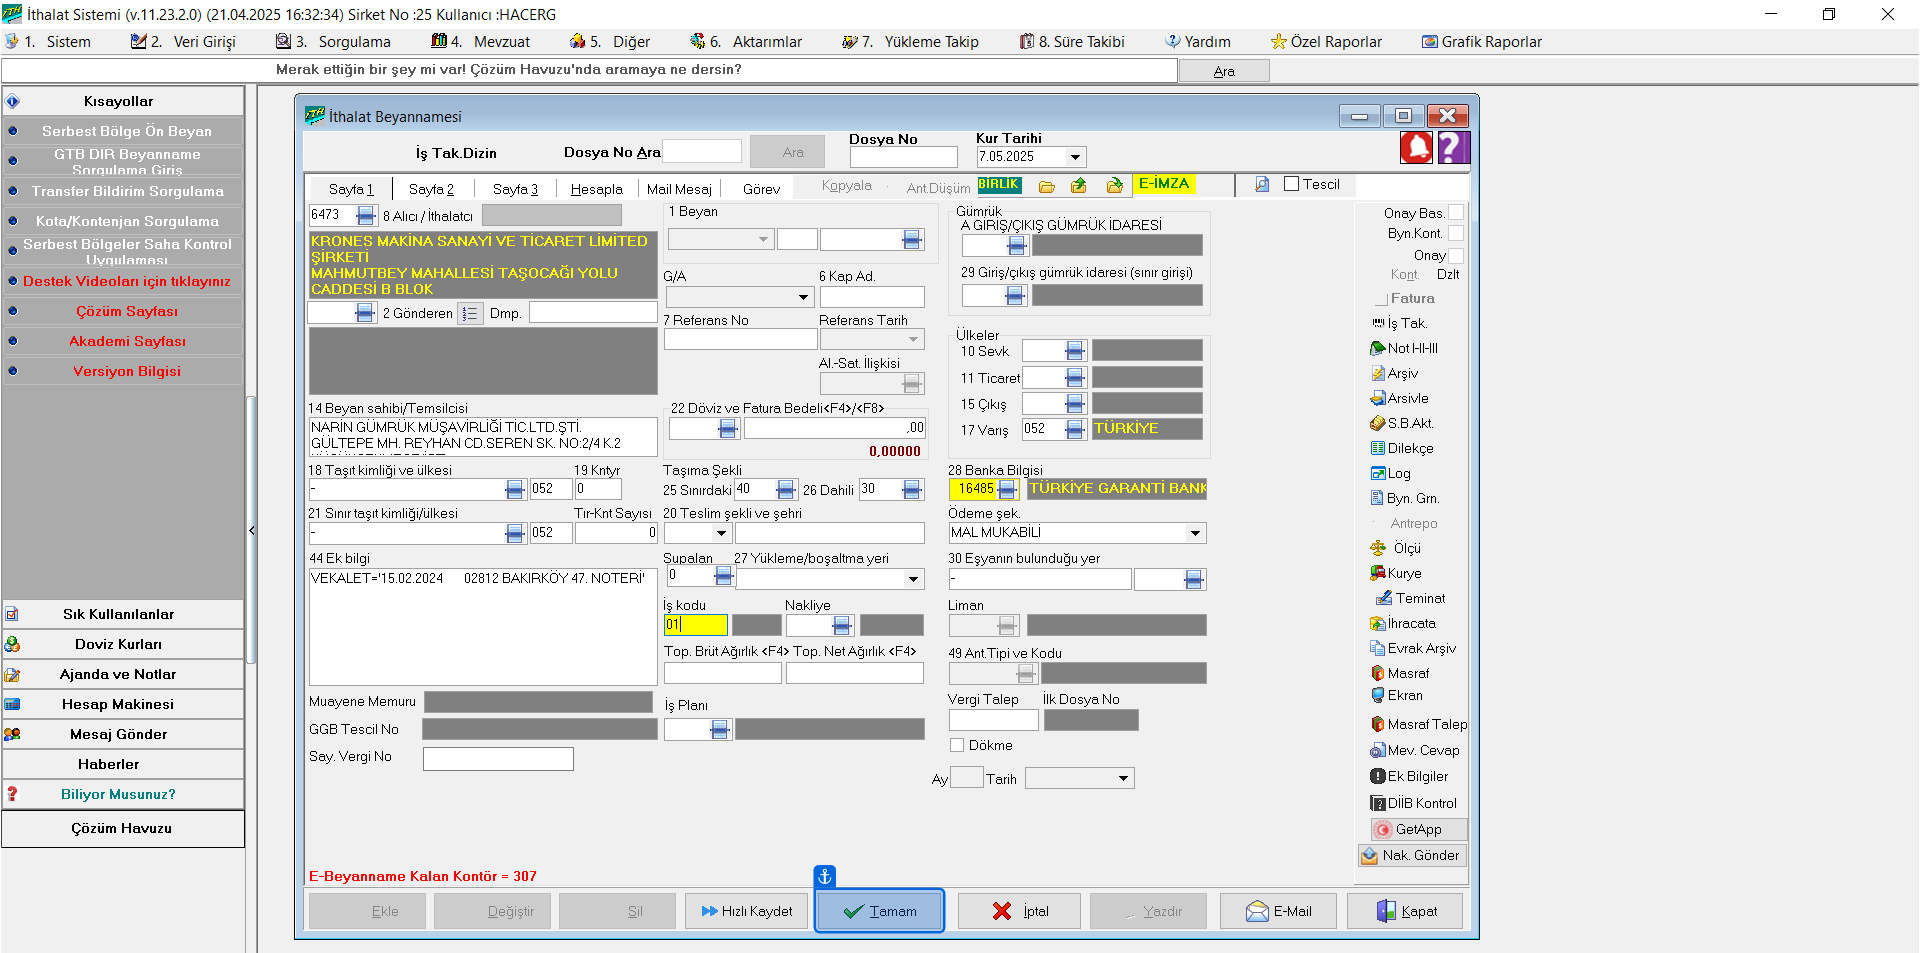 İthalat Sistemi (v.11.23.2.0) (21.04.2025 16:32:34) Sirket No :25 Kullanıcı :HACERG
1. Sistem 2. Veri Girişi 3. Sorgulama 4. Mevzuat 5. Diğer 6. Aktarımlar 7. Yükleme Takip 8. Süre Takibi Yardım Özel Raporlar Grafik Raporlar
Merak ettiğin bir şey mi var! Çözüm Havuzu'nda aramaya ne dersin? Ara
Kısayollar
Serbest Bölge Ön Beyan
GTB DIR Beyanname
Sorgulama Giriş
Transfer Bildirim Sorgulama
Kota/Kontenjan Sorgulama
Serbest Bölgeler Saha Kontrol
Uygulaması
Destek Videoları için tıklayınız
Çözüm Sayfası
Akademi Sayfası
Versiyon Bilgisi
Sık Kullanılanlar
Doviz Kurları
Ajanda ve Notlar
Hesap Makinesi
Mesaj Gönder
Haberler
Biliyor Musunuz?
Çözüm Havuzu
İthalat Beyannamesi
İş Tak.Dizin Dosya No Ara Ara Dosya No Kur Tarihi
7.05.2025
Sayfa 1 Sayfa 2 Sayfa 3 Hesapla Mail Mesaj Görev Kopyala Ant.Düşüm BİRLİK E-İMZA Tescil
6473 8 Alıcı / İthalatcı
KRONES MAKİNA SANAYİ VE TİCARET LİMİTED
ŞİRKETİ
MAHMUTBEY MAHALLESİ TAŞOCAĞI YOLU
CADDESİ B BLOK
2 Gönderen Dmp.
14 Beyan sahibi/Temsilcisi
NARİN GÜMRÜK MÜŞAVİRLİĞİ TİC.LTD.ŞTİ.
GÜLTEPE MH. REYHAN CD.SEREN SK. NO:2/4 K.2
18 Taşıt kimliği ve ülkesi 19 Kntyr
- 052 0
21 Sınır taşıt kimliği/ülkesi Tır-Knt Sayısı
- 052 0
44 Ek bilgi
VEKALET='15.02.2024 02812 BAKIRKÖY 47. NOTERİ'
Muayene Memuru
GGB Tescil No
Say. Vergi No
1 Beyan
G/A 6 Kap Ad.
7 Referans No Referans Tarih
Al.-Sat. İlişkisi
22 Döviz ve Fatura Bedeli<F4>/<F8>
,00
0,00000
Taşıma Şekli
25 Sınırdaki 40 26 Dahili 30
20 Teslim şekli ve şehri
Supalan 27 Yükleme/boşaltma yeri
0
İş kodu Nakliye
01
Top. Brüt Ağırlık <F4> Top. Net Ağırlık <F4>
İş Planı
Gümrük
A GİRİŞ/ÇIKIŞ GÜMRÜK İDARESİ
29 Giriş/çıkış gümrük idaresi (sınır girişi)
Ülkeler
10 Sevk
11 Ticaret
15 Çıkış
17 Varış 052 TÜRKİYE
28 Banka Bilgisi
16485 TÜRKİYE GARANTİ BANK
Ödeme şek.
MAL MUKABİLİ
30 Eşyanın bulunduğu yer
-
Liman
49 Ant.Tipi ve Kodu
Vergi Talep İlk Dosya No
Dökme
Ay Tarih
Onay Bas.
Byn.Kont.
Onay
Kont. Dzlt
Fatura
İş Tak.
Not I-II-III
Arşiv
Arsivle
S.B.Akt.
Dilekçe
Log
Byn. Grn.
Antrepo
Ölçü
Kurye
Teminat
İhracata
Evrak Arşiv
Masraf
Ekran
Masraf Talep
Mev. Cevap
Ek Bilgiler
DİİB Kontrol
GetApp
Nak. Gönder
E-Beyanname Kalan Kontör = 307
Ekle Değiştir Sil Hızlı Kaydet Tamam İptal Yazdır E-Mail Kapat